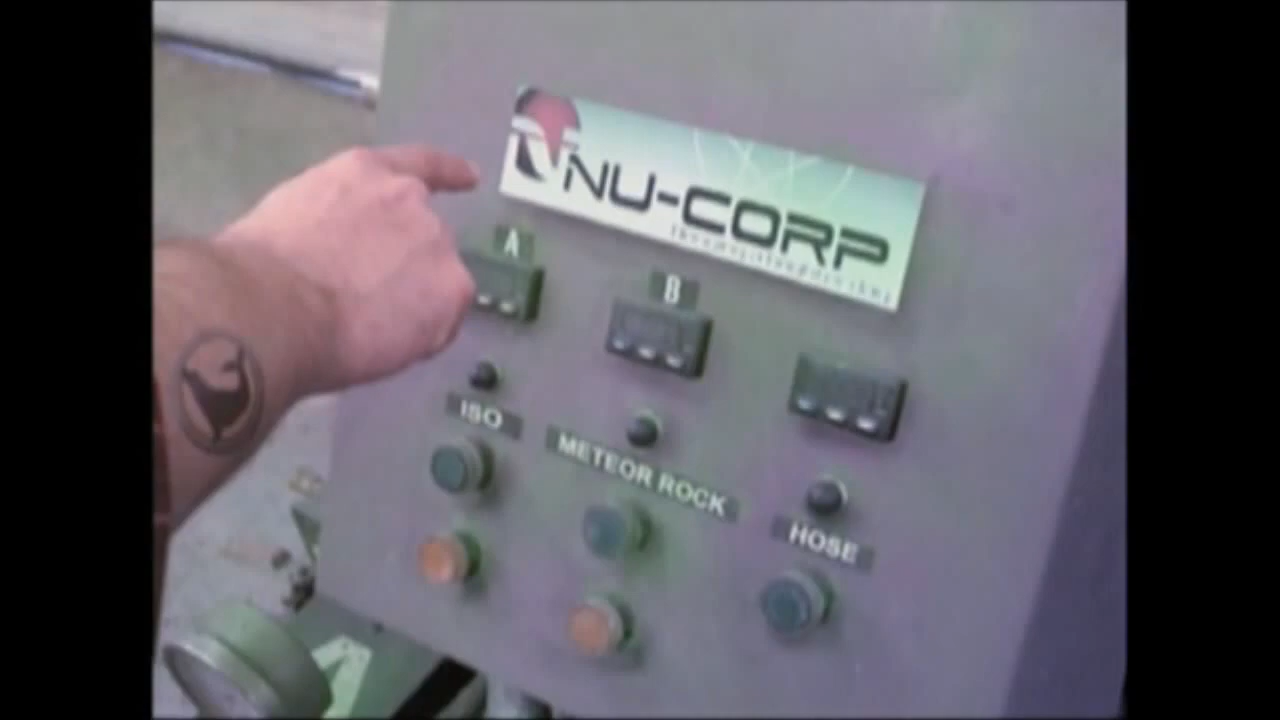 NU-CORP
A
B
ISO
METEOR ROCK
HOSE